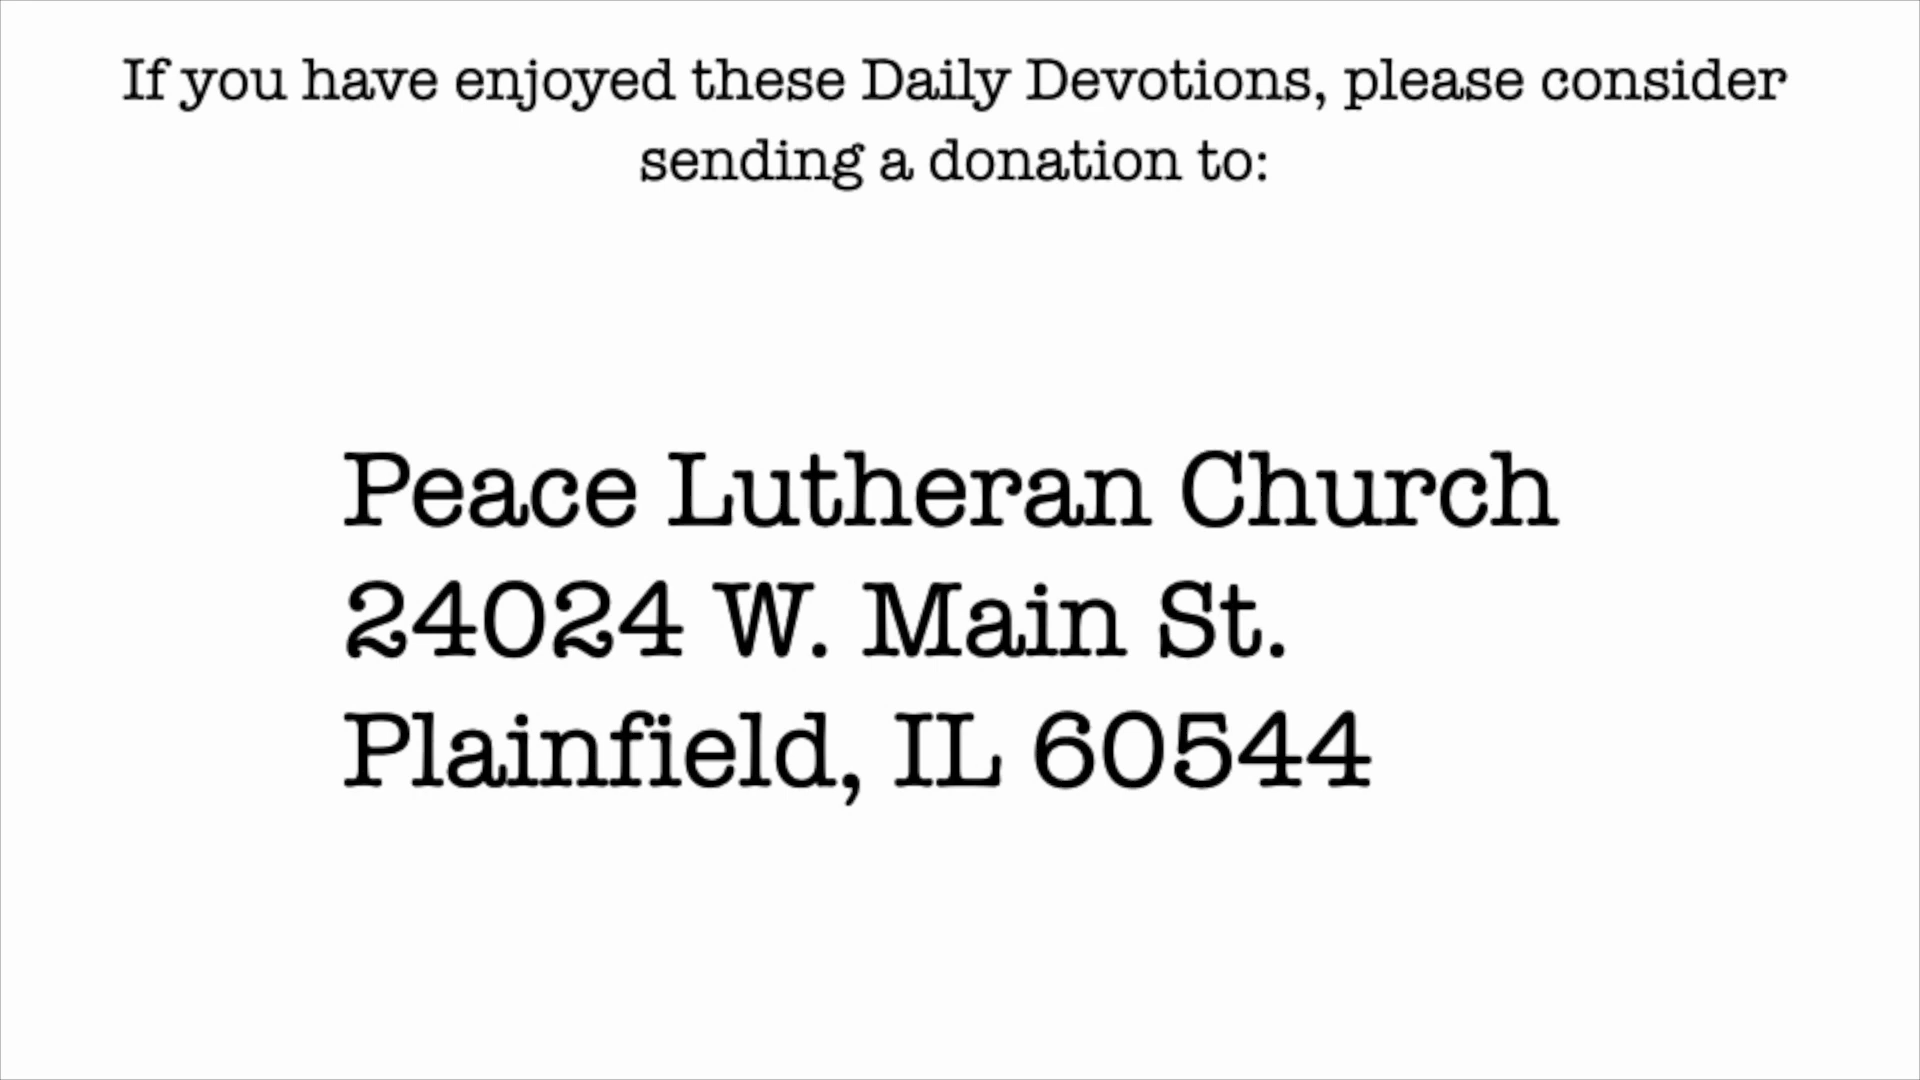 If you have enjoyed these Daily Devotions, please consider
sending a donation to:
Peace Lutheran Church
24024 W. Main St.
Plainfield, IL 60544